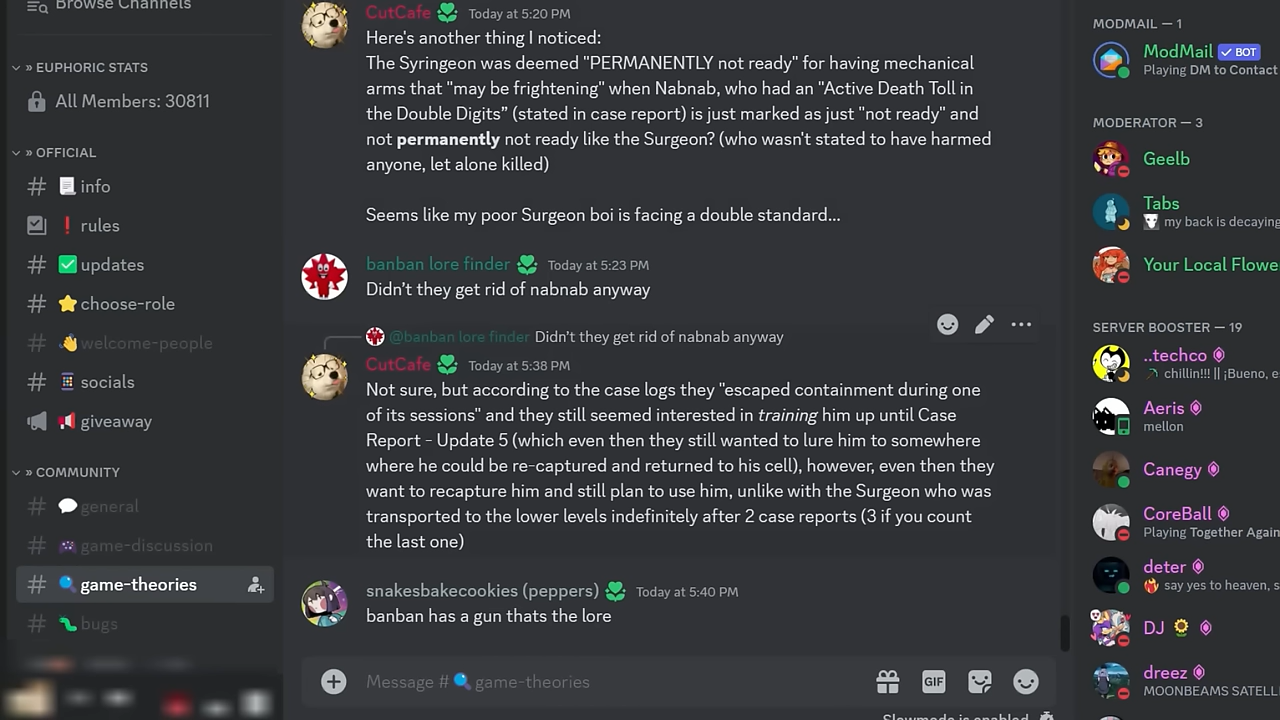 Browse Channels
» EUPHORIC STATS
All Members: 30811
» OFFICIAL
info
rules
updates
choose-role
welcome-people
socials
giveaway
» COMMUNITY
general
game-discussion
game-theories
bugs
CutCafe Today at 5:20 PM
Here's another thing I noticed:
The Syringeon was deemed "PERMANENTLY not ready" for having mechanical
arms that "may be frightening" when Nabnab, who had an "Active Death Toll in
the Double Digits” (stated in case report) is just marked as just "not ready" and
not permanently not ready like the Surgeon? (who wasn't stated to have harmed
anyone, let alone killed)
Seems like my poor Surgeon boi is facing a double standard...
banban lore finder Today at 5:23 PM
Didn’t they get rid of nabnab anyway
@banban lore finder Didn’t they get rid of nabnab anyway
CutCafe Today at 5:38 PM
Not sure, but according to the case logs they "escaped containment during one
of its sessions" and they still seemed interested in training him up until Case
Report - Update 5 (which even then they still wanted to lure him to somewhere
where he could be re-captured and returned to his cell), however, even then they
want to recapture him and still plan to use him, unlike with the Surgeon who was
transported to the lower levels indefinitely after 2 case reports (3 if you count
the last one)
snakesbakecookies (peppers) Today at 5:40 PM
banban has a gun thats the lore
Message # game-theories
GIF
Slowmode is enabled
MODMAIL — 1
ModMail BOT
Playing DM to Contact
MODERATOR — 3
Geelb
Tabs
my back is decaying
Your Local Flowe
SERVER BOOSTER — 19
..techco
chillin!!! || ¡Bueno, e
Aeris
mellon
Canegy
CoreBall
Playing Together Again
deter
say yes to heaven, s
DJ
dreez
MOONBEAMS SATELL